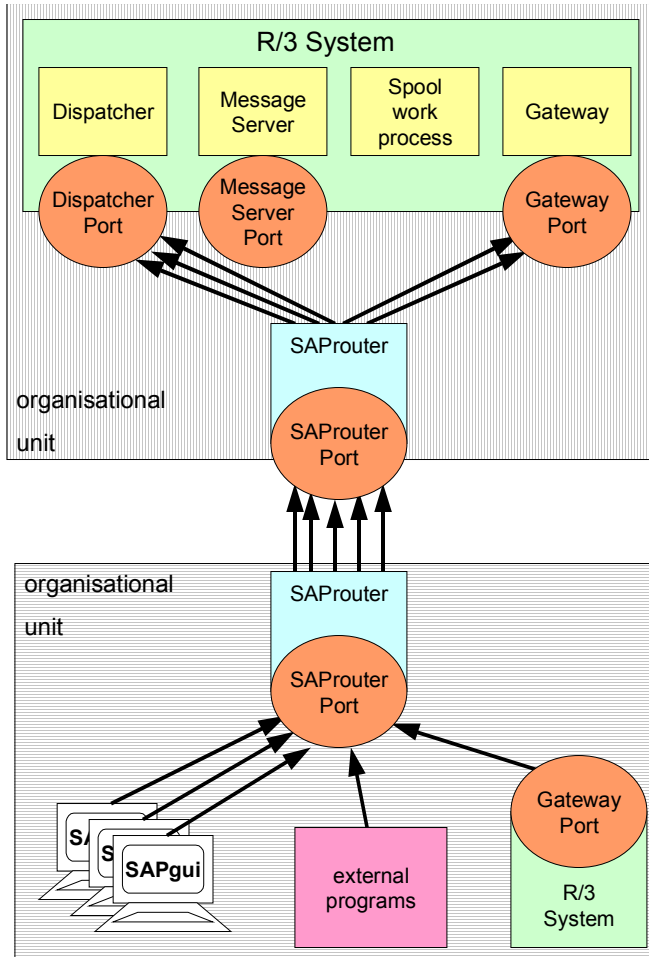 R/3 System
Dispatcher
Message
Server
Spool
work
process
Gateway
Dispatcher
Port
Message
Server
Port
Gateway
Port
SAProuter
organisational
unit
SAProuter
Port
organisational
unit
SAProuter
SAProuter
Port
Gateway
Port
SA
S
SAPgui
external
programs
R/3
System